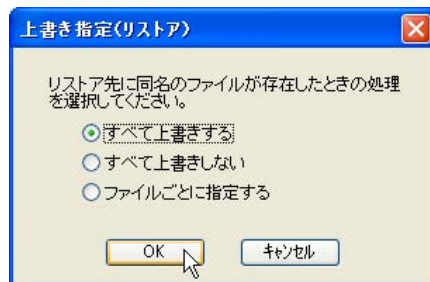 上書き指定(リストア)
リストア先に同名のファイルが存在したときの処理
を選択してください。
すべて上書きする
すべて上書きしない
ファイルごとに指定する
OK キャンセル